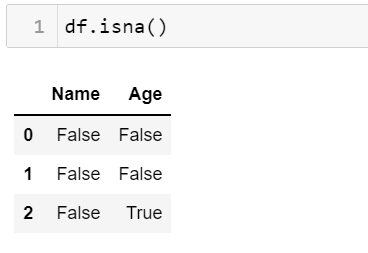 1 df.isna()
Name Age
0 False False
1 False False
2 False True